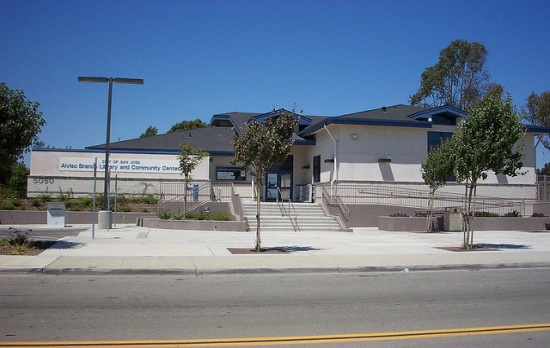 CITY OF SAN JOSE
Alviso Branch Library and Community Center
5050